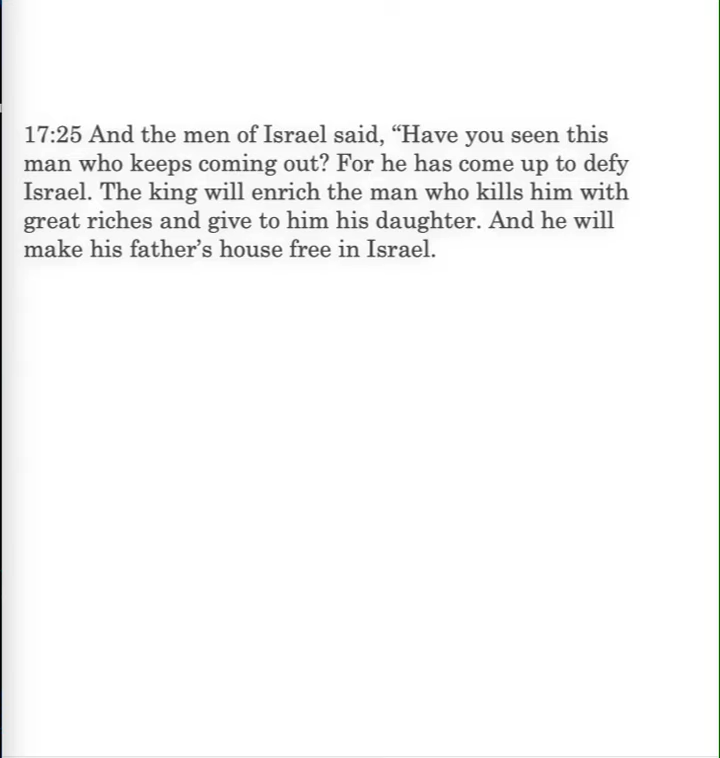 17:25 And the men of Israel said, “Have you seen this
man who keeps coming out? For he has come up to defy
Israel. The king will enrich the man who kills him with
great riches and give to him his daughter. And he will
make his father’s house free in Israel.